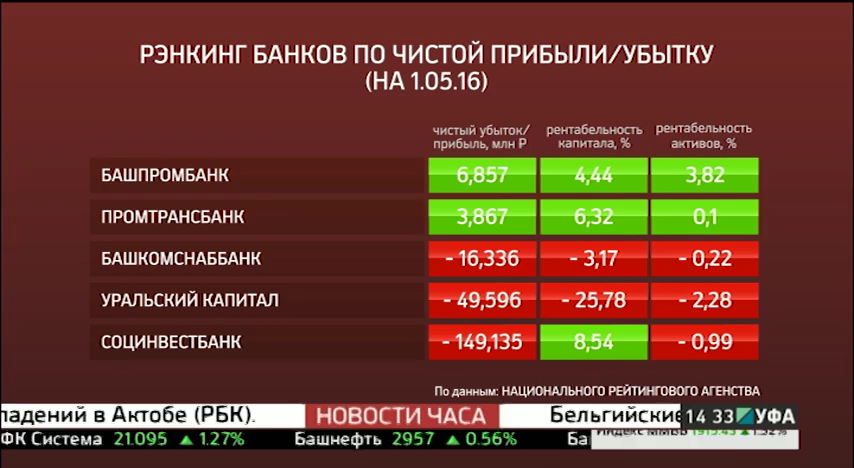 РЭНКИНГ БАНКОВ ПО ЧИСТОЙ ПРИБЫЛИ/УБЫТКУ
(НА 1.05.16)
чистый убыток/ рентабельность рентабельность
прибыль, млн Р капитала, % активов, %
БАШПРОМБАНК 6,857 4,44 3,82
ПРОМТРАНСБАНК 3,867 6,32 0,1
БАШКОМСНАББАНК - 16,336 - 3,17 - 0,22
УРАЛЬСКИЙ КАПИТАЛ - 49,596 - 25,78 - 2,28
СОЦИНВЕСТБАНК - 149,135 8,54 - 0,99
По данным: НАЦИОНАЛЬНОГО РЕЙТИНГОВОГО АГЕНСТВА
падений в Актобе (РБК). НОВОСТИ ЧАСА Бельгийские 14 33 УФА
ФК Система 21.095 ▲ 1.27% Башнефть 2957 ▲ 0.56%